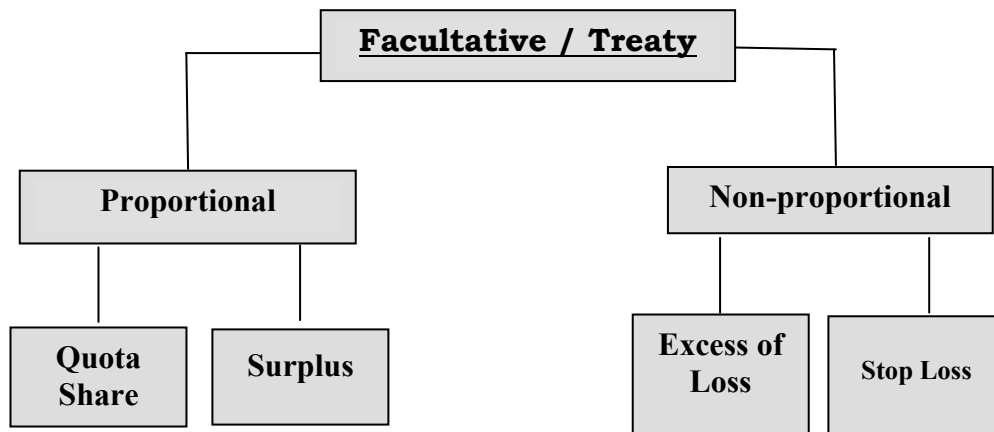 Facultative / Treaty
Proportional
Non-proportional
Quota
Share
Surplus
Excess of
Loss
Stop Loss